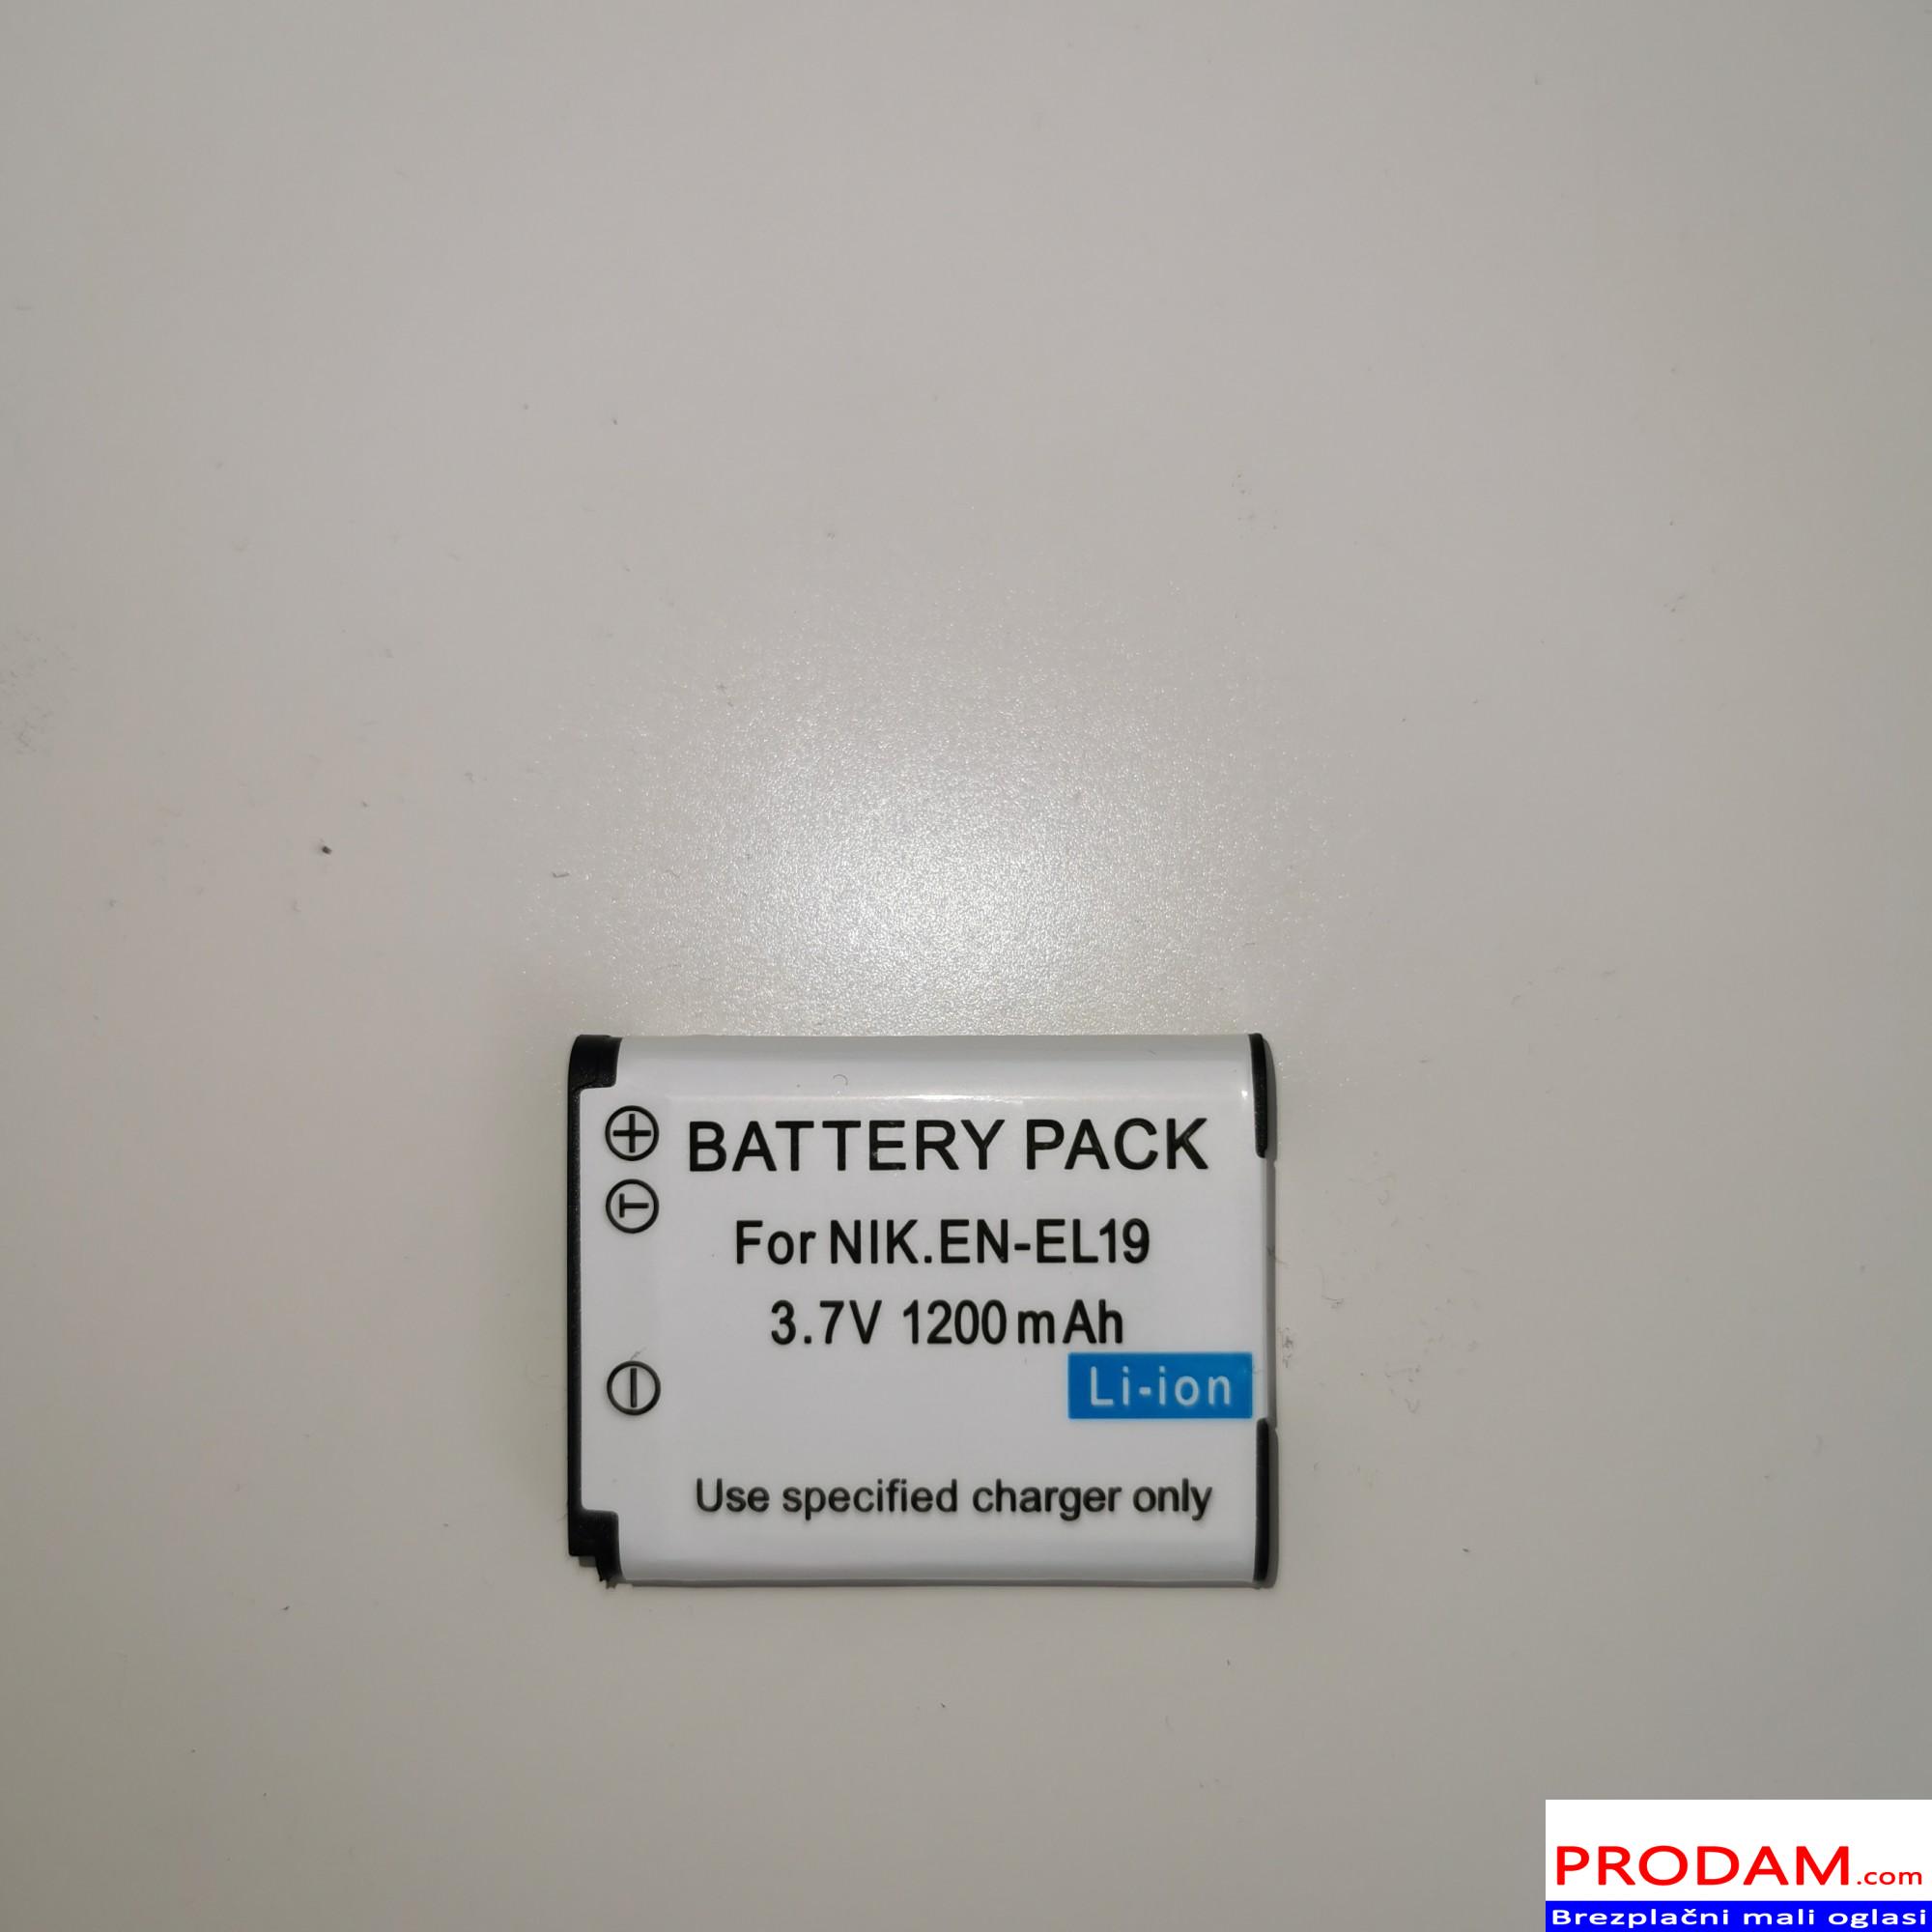 BATTERY PACK
For NIK.EN-EL19
3.7V 1200mAh
Li-ion
Use specified charger only
+
T
-
PRODAM.com
Brezplačni mali oglasi